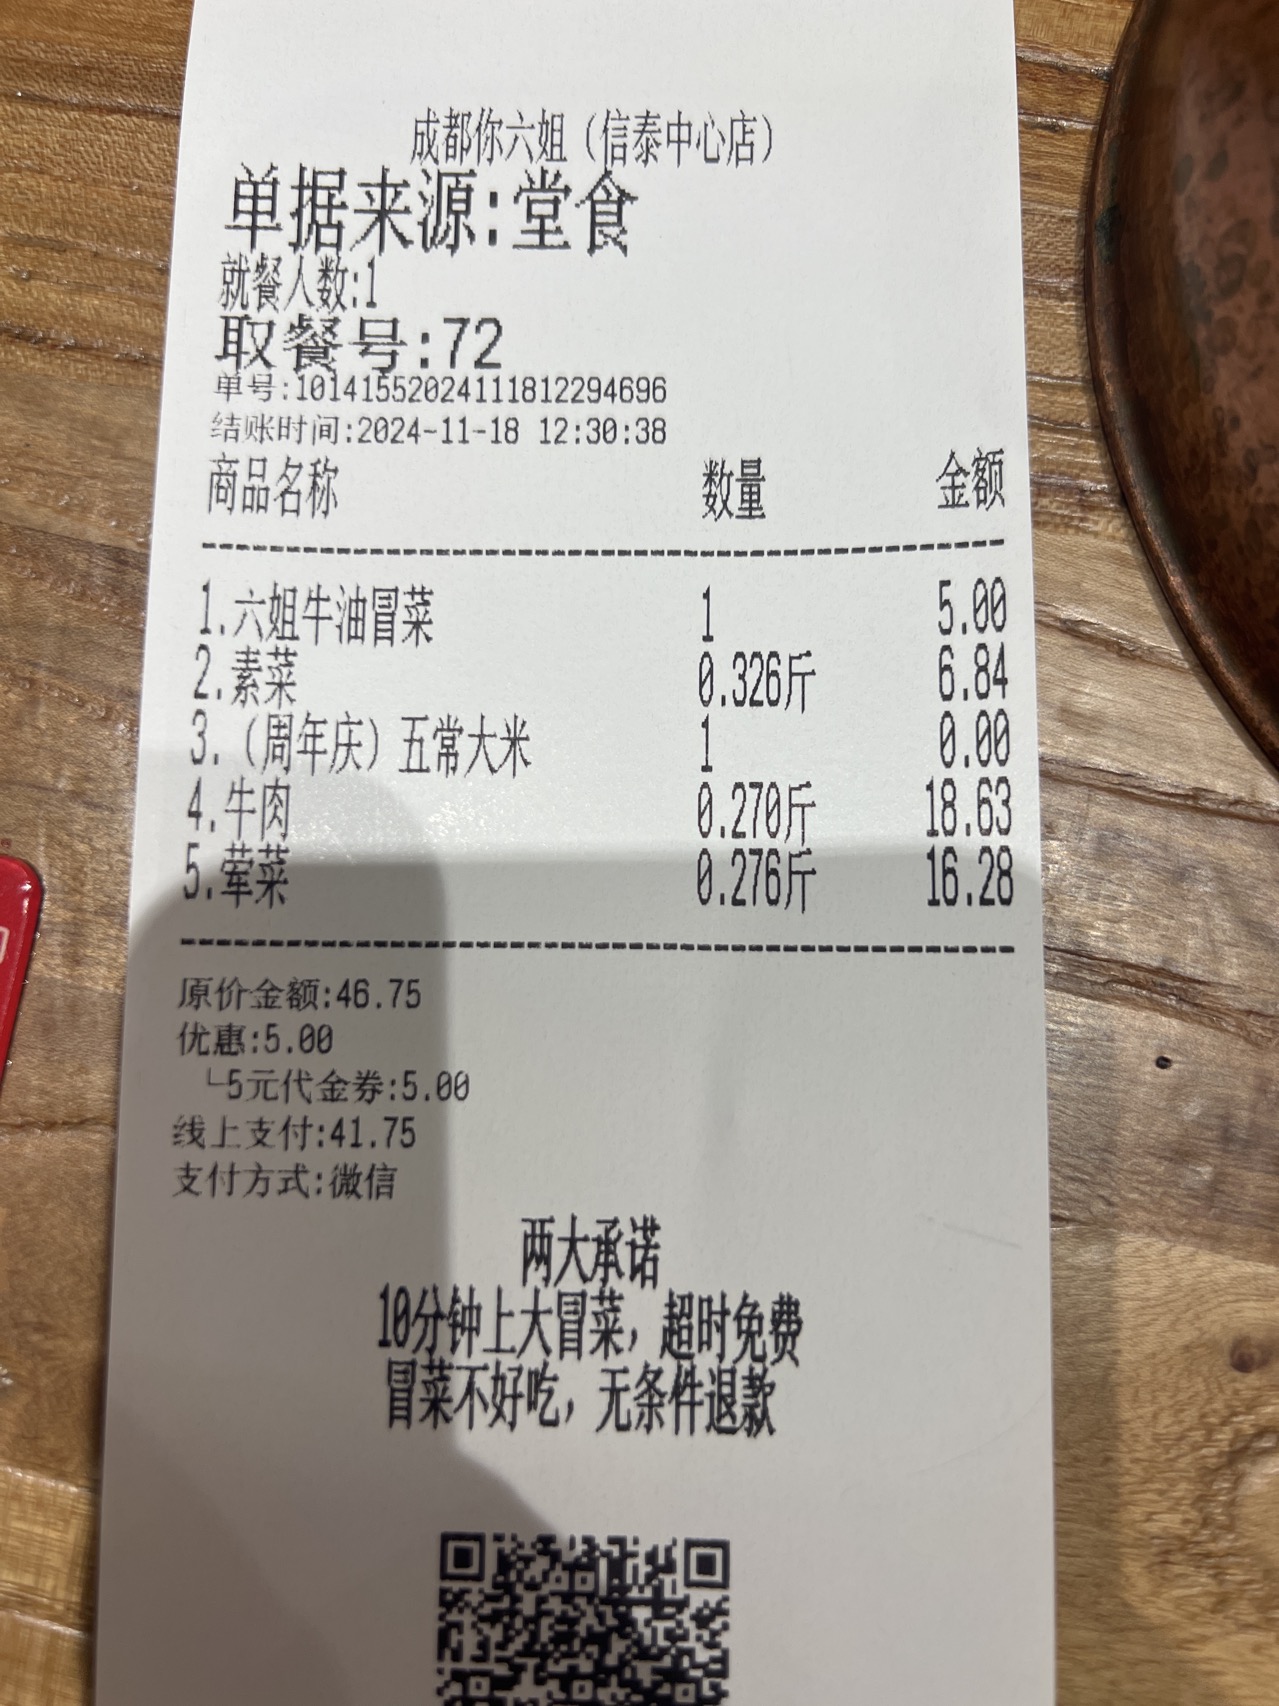 成都你六姐（信泰中心店）
单据来源:堂食
就餐人数:1
取餐号:72
单号:10141552024111812294696
结账时间:2024-11-18 12:30:38
商品名称 数量 金额
1.六姐牛油冒菜 1 5.00
2.素菜 0.326斤 6.84
3.（周年庆）五常大米 1 0.00
4.牛肉 0.270斤 18.63
5.荤菜 0.276斤 16.28
原价金额:46.75
优惠:5.00
└5元代金券:5.00
线上支付:41.75
支付方式:微信
两大承诺
10分钟上大冒菜，超时免费
冒菜不好吃，无条件退款